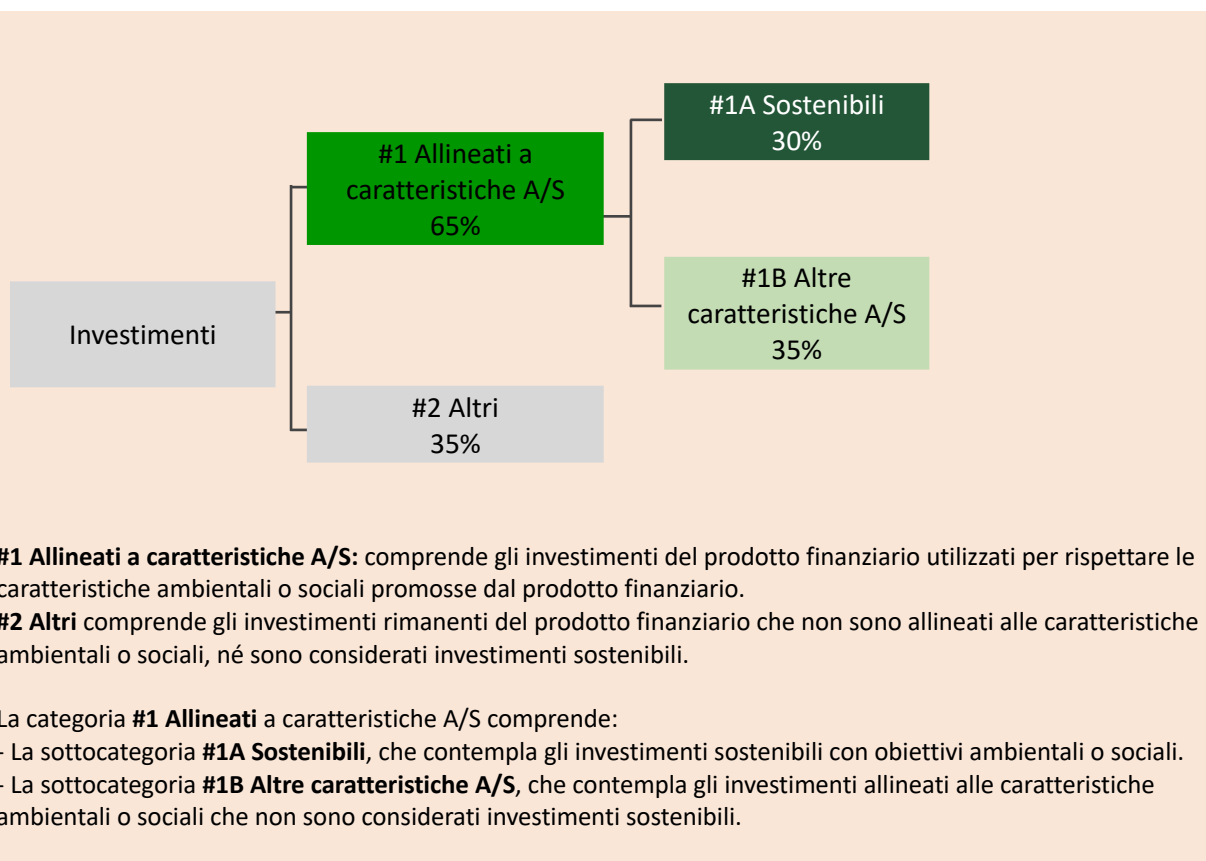 #1A Sostenibili
30%
#1 Allineati a
caratteristiche A/S
65%
#1B Altre
caratteristiche A/S
35%
Investimenti
#2 Altri
35%
#1 Allineati a caratteristiche A/S: comprende gli investimenti del prodotto finanziario utilizzati per rispettare le
caratteristiche ambientali o sociali promosse dal prodotto finanziario.
#2 Altri comprende gli investimenti rimanenti del prodotto finanziario che non sono allineati alle caratteristiche
ambientali o sociali, né sono considerati investimenti sostenibili.
La categoria #1 Allineati a caratteristiche A/S comprende:
- La sottocategoria #1A Sostenibili, che contempla gli investimenti sostenibili con obiettivi ambientali o sociali.
- La sottocategoria #1B Altre caratteristiche A/S, che contempla gli investimenti allineati alle caratteristiche
ambientali o sociali che non sono considerati investimenti sostenibili.